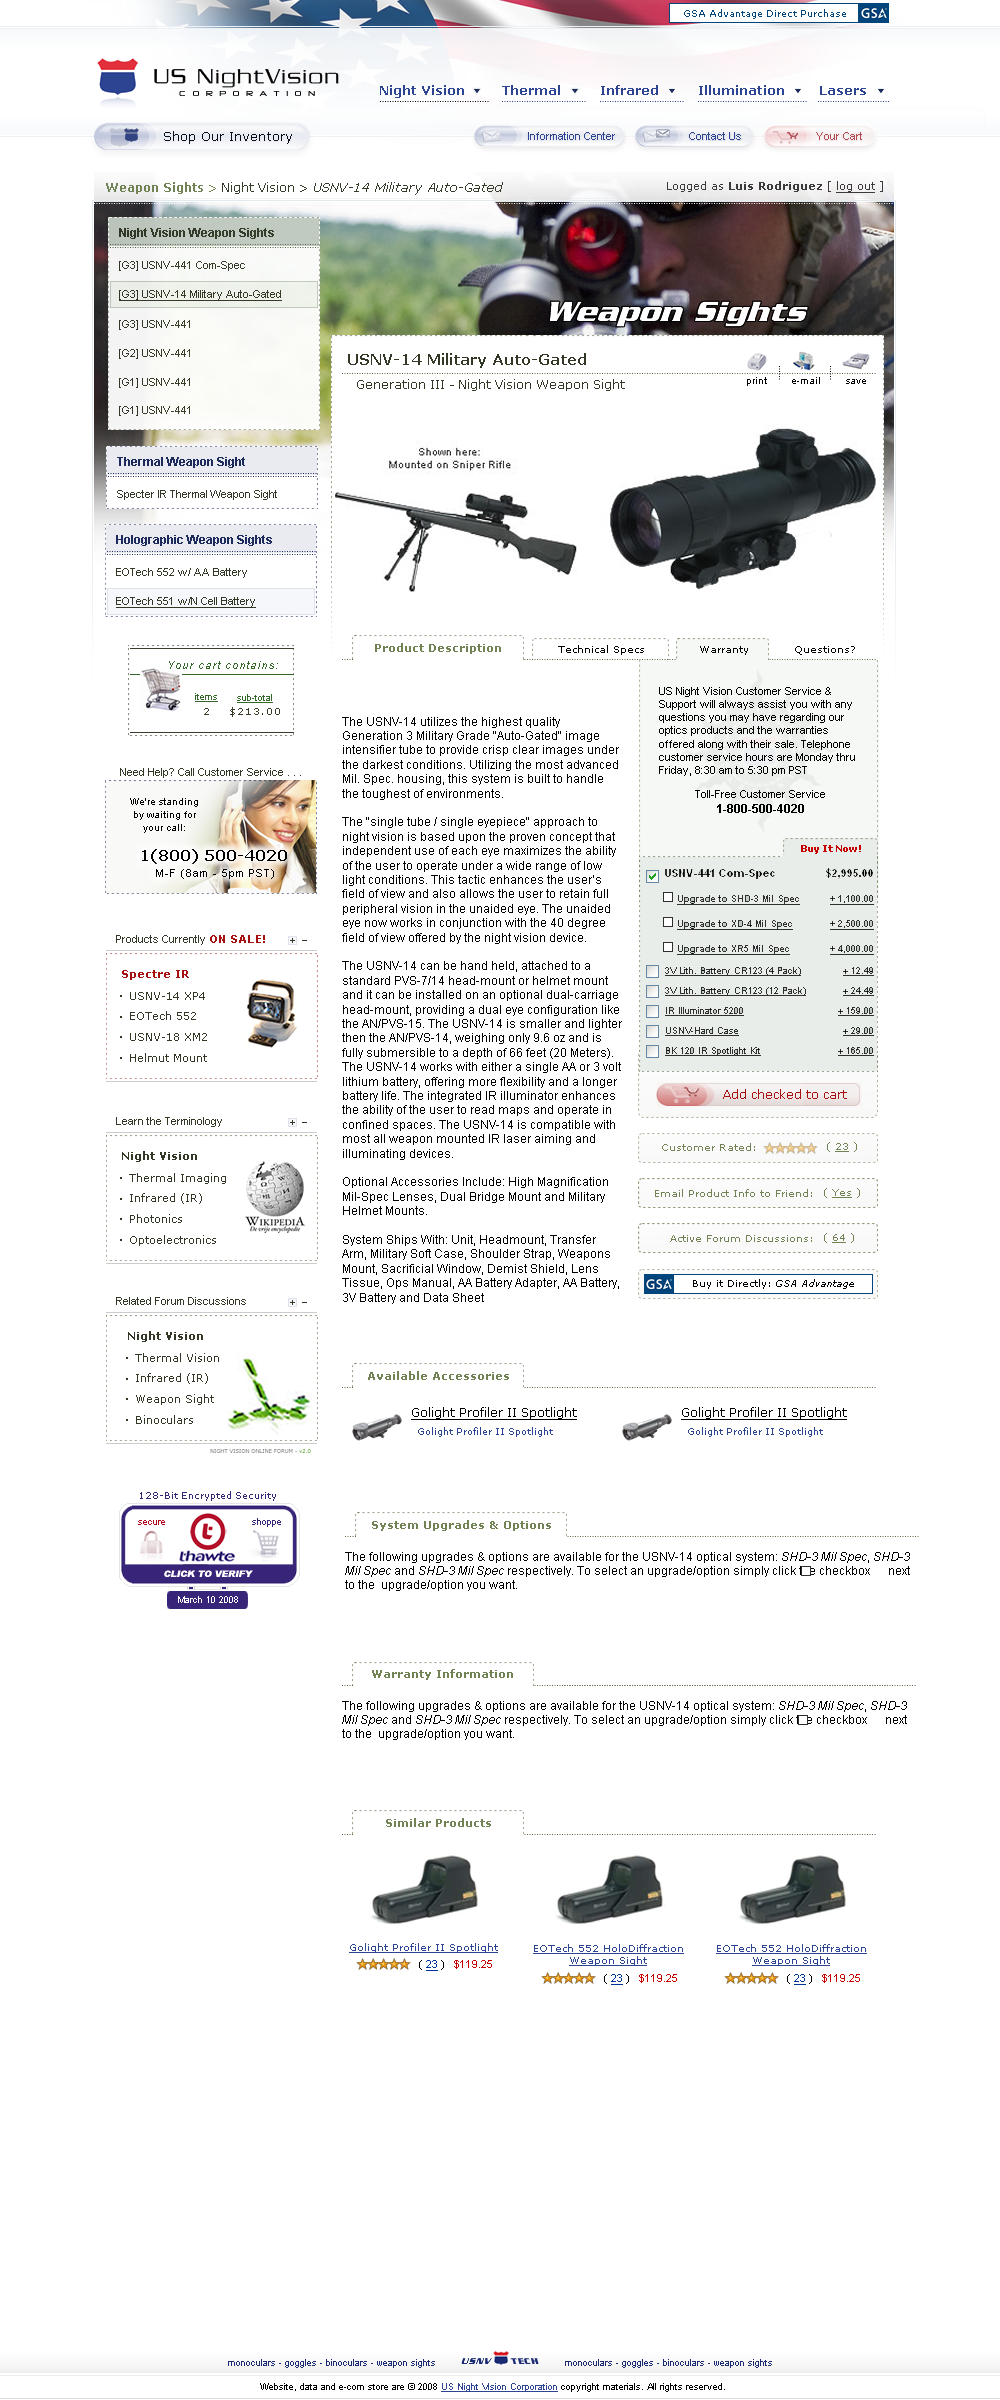 GSA Advantage Direct Purchase GSA
US NightVision
CORPORATION
Night Vision Thermal Infrared Illumination Lasers
Shop Our Inventory
Information Center Contact Us Your Cart
Weapon Sights > Night Vision > USNV-14 Military Auto-Gated
Logged as Luis Rodriguez [ log out ]
Weapon Sights
Night Vision Weapon Sights
[G3] USNV-441 Com-Spec
[G3] USNV-14 Military Auto-Gated
[G3] USNV-441
[G2] USNV-441
[G1] USNV-441
[G1] USNV-441
Thermal Weapon Sight
Specter IR Thermal Weapon Sight
Holographic Weapon Sights
EOTech 552 w/ AA Battery
EOTech 551 w/N Cell Battery
Your cart contains:
items sub-total
2 $213.00
Need Help? Call Customer Service . . .
We're standing
by waiting for
your call:
1(800) 500-4020
M-F (8am - 5pm PST)
Products Currently ON SALE!
Spectre IR
· USNV-14 XP4
· EOTech 552
· USNV-18 XM2
· Helmut Mount
Learn the Terminology
Night Vision
· Thermal Imaging
· Infrared (IR)
· Photonics
· Optoelectronics
WIKIPEDIA
De vrije encyclopedie
Related Forum Discussions
Night Vision
· Thermal Vision
· Infrared (IR)
· Weapon Sight
· Binoculars
NIGHT VISION ONLINE FORUM - v2.0
128-Bit Encrypted Security
secure shoppe
thawte
CLICK TO VERIFY
March 10 2008
USNV-14 Military Auto-Gated
Generation III - Night Vision Weapon Sight
print e-mail save
Shown here:
Mounted on Sniper Rifle
Product Description Technical Specs Warranty Questions?
The USNV-14 utilizes the highest quality
Generation 3 Military Grade "Auto-Gated" image
intensifier tube to provide crisp clear images under
the darkest conditions. Utilizing the most advanced
Mil. Spec. housing, this system is built to handle
the toughest of environments.
The "single tube / single eyepiece" approach to
night vision is based upon the proven concept that
independent use of each eye maximizes the ability
of the user to operate under a wide range of low
light conditions. This tactic enhances the user's
field of view and also allows the user to retain full
peripheral vision in the unaided eye. The unaided
eye now works in conjunction with the 40 degree
field of view offered by the night vision device.
The USNV-14 can be hand held, attached to a
standard PVS-7/14 head-mount or helmet mount
and it can be installed on an optional dual-carriage
head-mount, providing a dual eye configuration like
the AN/PVS-15. The USNV-14 is smaller and lighter
then the AN/PVS-14, weighing only 9.6 oz and is
fully submersible to a depth of 66 feet (20 Meters).
The USNV-14 works with either a single AA or 3 volt
lithium battery, offering more flexibility and a longer
battery life. The integrated IR illuminator enhances
the ability of the user to read maps and operate in
confined spaces. The USNV-14 is compatible with
most all weapon mounted IR laser aiming and
illuminating devices.
Optional Accessories Include: High Magnification
Mil-Spec Lenses, Dual Bridge Mount and Military
Helmet Mounts.
System Ships With: Unit, Headmount, Transfer
Arm, Military Soft Case, Shoulder Strap, Weapons
Mount, Sacrificial Window, Demist Shield, Lens
Tissue, Ops Manual, AA Battery Adapter, AA Battery,
3V Battery and Data Sheet
US Night Vision Customer Service &
Support will always assist you with any
questions you may have regarding our
optics products and the warranties
offered along with their sale. Telephone
customer service hours are Monday thru
Friday, 8:30 am to 5:30 pm PST
Toll-Free Customer Service
1-800-500-4020
Buy It Now!
USNV-441 Com-Spec $2,995.00
Upgrade to SHD-3 Mil Spec + 1,100.00
Upgrade to XD-4 Mil Spec + 2,500.00
Upgrade to XR5 Mil Spec + 4,000.00
3V Lith. Battery CR123 (4 Pack) + 12.49
3V Lith. Battery CR123 (12 Pack) + 24.49
IR Illuminator 5200 + 159.00
USNV-Hard Case + 29.00
BK 120 IR Spotlight Kit + 165.00
Add checked to cart
Customer Rated: ( 23 )
Email Product Info to Friend: ( Yes )
Active Forum Discussions: ( 64 )
GSA Buy it Directly: GSA Advantage
Available Accessories
Golight Profiler II Spotlight Golight Profiler II Spotlight
Golight Profiler II Spotlight Golight Profiler II Spotlight
System Upgrades & Options
The following upgrades & options are available for the USNV-14 optical system: SHD-3 Mil Spec, SHD-3
Mil Spec and SHD-3 Mil Spec respectively. To select an upgrade/option simply click the checkbox next
to the upgrade/option you want.
Warranty Information
The following upgrades & options are available for the USNV-14 optical system: SHD-3 Mil Spec, SHD-3
Mil Spec and SHD-3 Mil Spec respectively. To select an upgrade/option simply click the checkbox next
to the upgrade/option you want.
Similar Products
Golight Profiler II Spotlight
( 23 ) $119.25
EOTech 552 HoloDiffraction
Weapon Sight
( 23 ) $119.25
EOTech 552 HoloDiffraction
Weapon Sight
( 23 ) $119.25
monoculars - goggles - binoculars - weapon sights USNV TECH monoculars - goggles - binoculars - weapon sights
Website, data and e-com store are © 2008 US Night Vision Corporation copyright materials. All rights reserved.